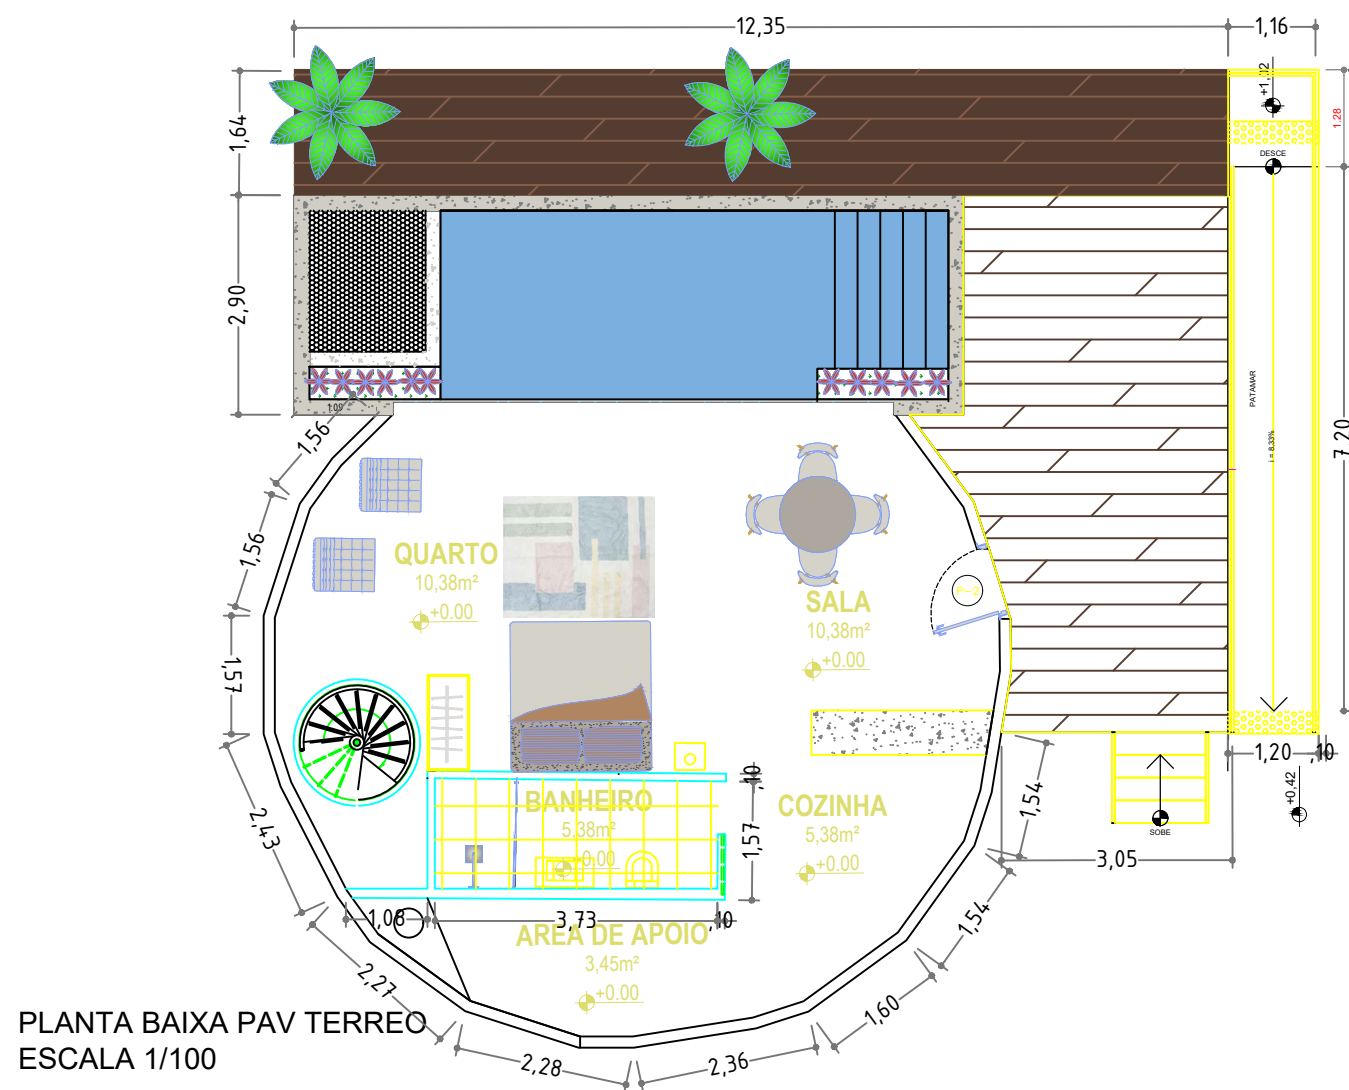 12,35
1,16
+1,02
1.28
DESCE
1,64
2,90
PATAMAR
i = 8,33%
7,20
1.09
1,56
1,56
1,57
QUARTO
10,38m²
+0.00
SALA
10,38m²
+0.00
P-2
BANHEIRO
5,38m²
+0.00
COZINHA
5,38m²
+0.00
,10
1,57
1,20
,10
+0,42
SOBE
3,05
1,54
1,54
2,43
1,08
3,73
,10
AREA DE APOIO
3,45m²
+0.00
2,27
2,28
2,36
1,60
PLANTA BAIXA PAV TERREO
ESCALA 1/100